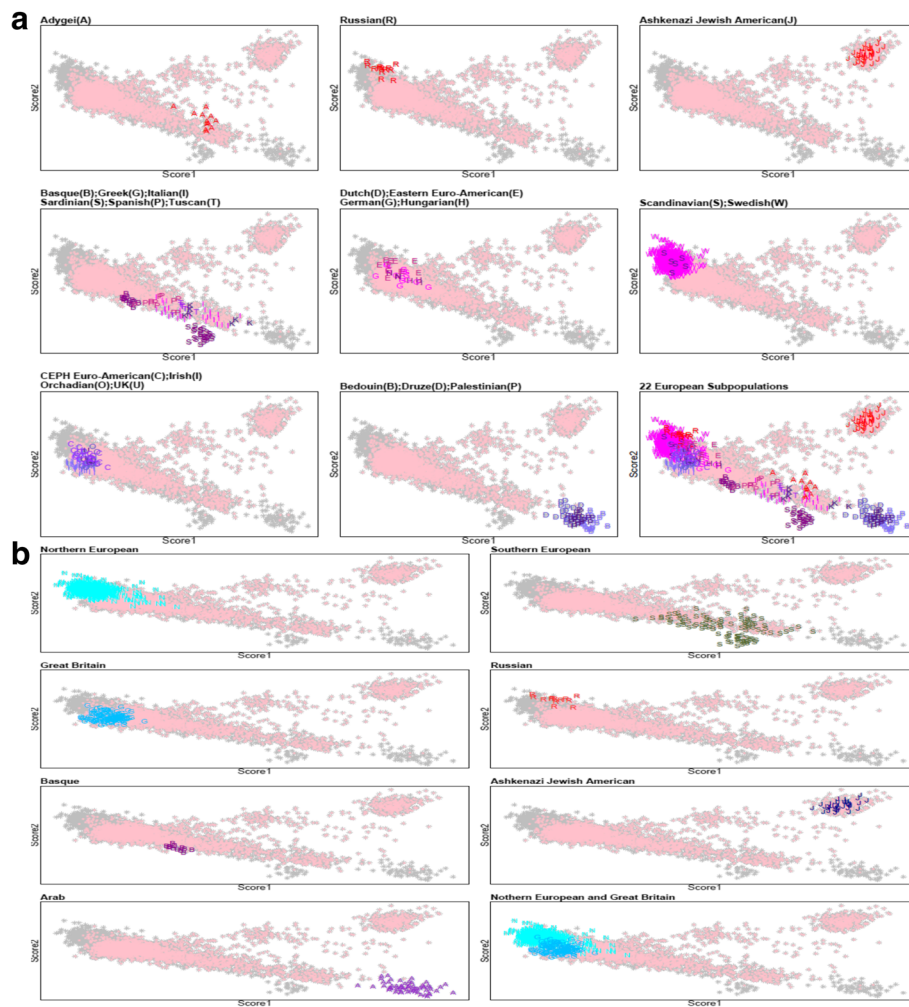 a
Adygei(A)
Score2
Score1
Russian(R)
Score2
Score1
Ashkenazi Jewish American(J)
Score2
Score1
Basque(B);Greek(G);Italian(I)
Sardinian(S);Spanish(P);Tuscan(T)
Score2
Score1
Dutch(D);Eastern Euro-American(E)
German(G);Hungarian(H)
Score2
Score1
Scandinavian(S);Swedish(W)
Score2
Score1
CEPH Euro-American(C);Irish(I)
Orchadian(O);UK(U)
Score2
Score1
Bedouin(B);Druze(D);Palestinian(P)
Score2
Score1
22 European Subpopulations
Score2
Score1
b
Northern European
Score2
Score1
Southern European
Score2
Score1
Great Britain
Score2
Score1
Russian
Score2
Score1
Basque
Score2
Score1
Ashkenazi Jewish American
Score2
Score1
Arab
Score2
Score1
Nothern European and Great Britain
Score2
Score1